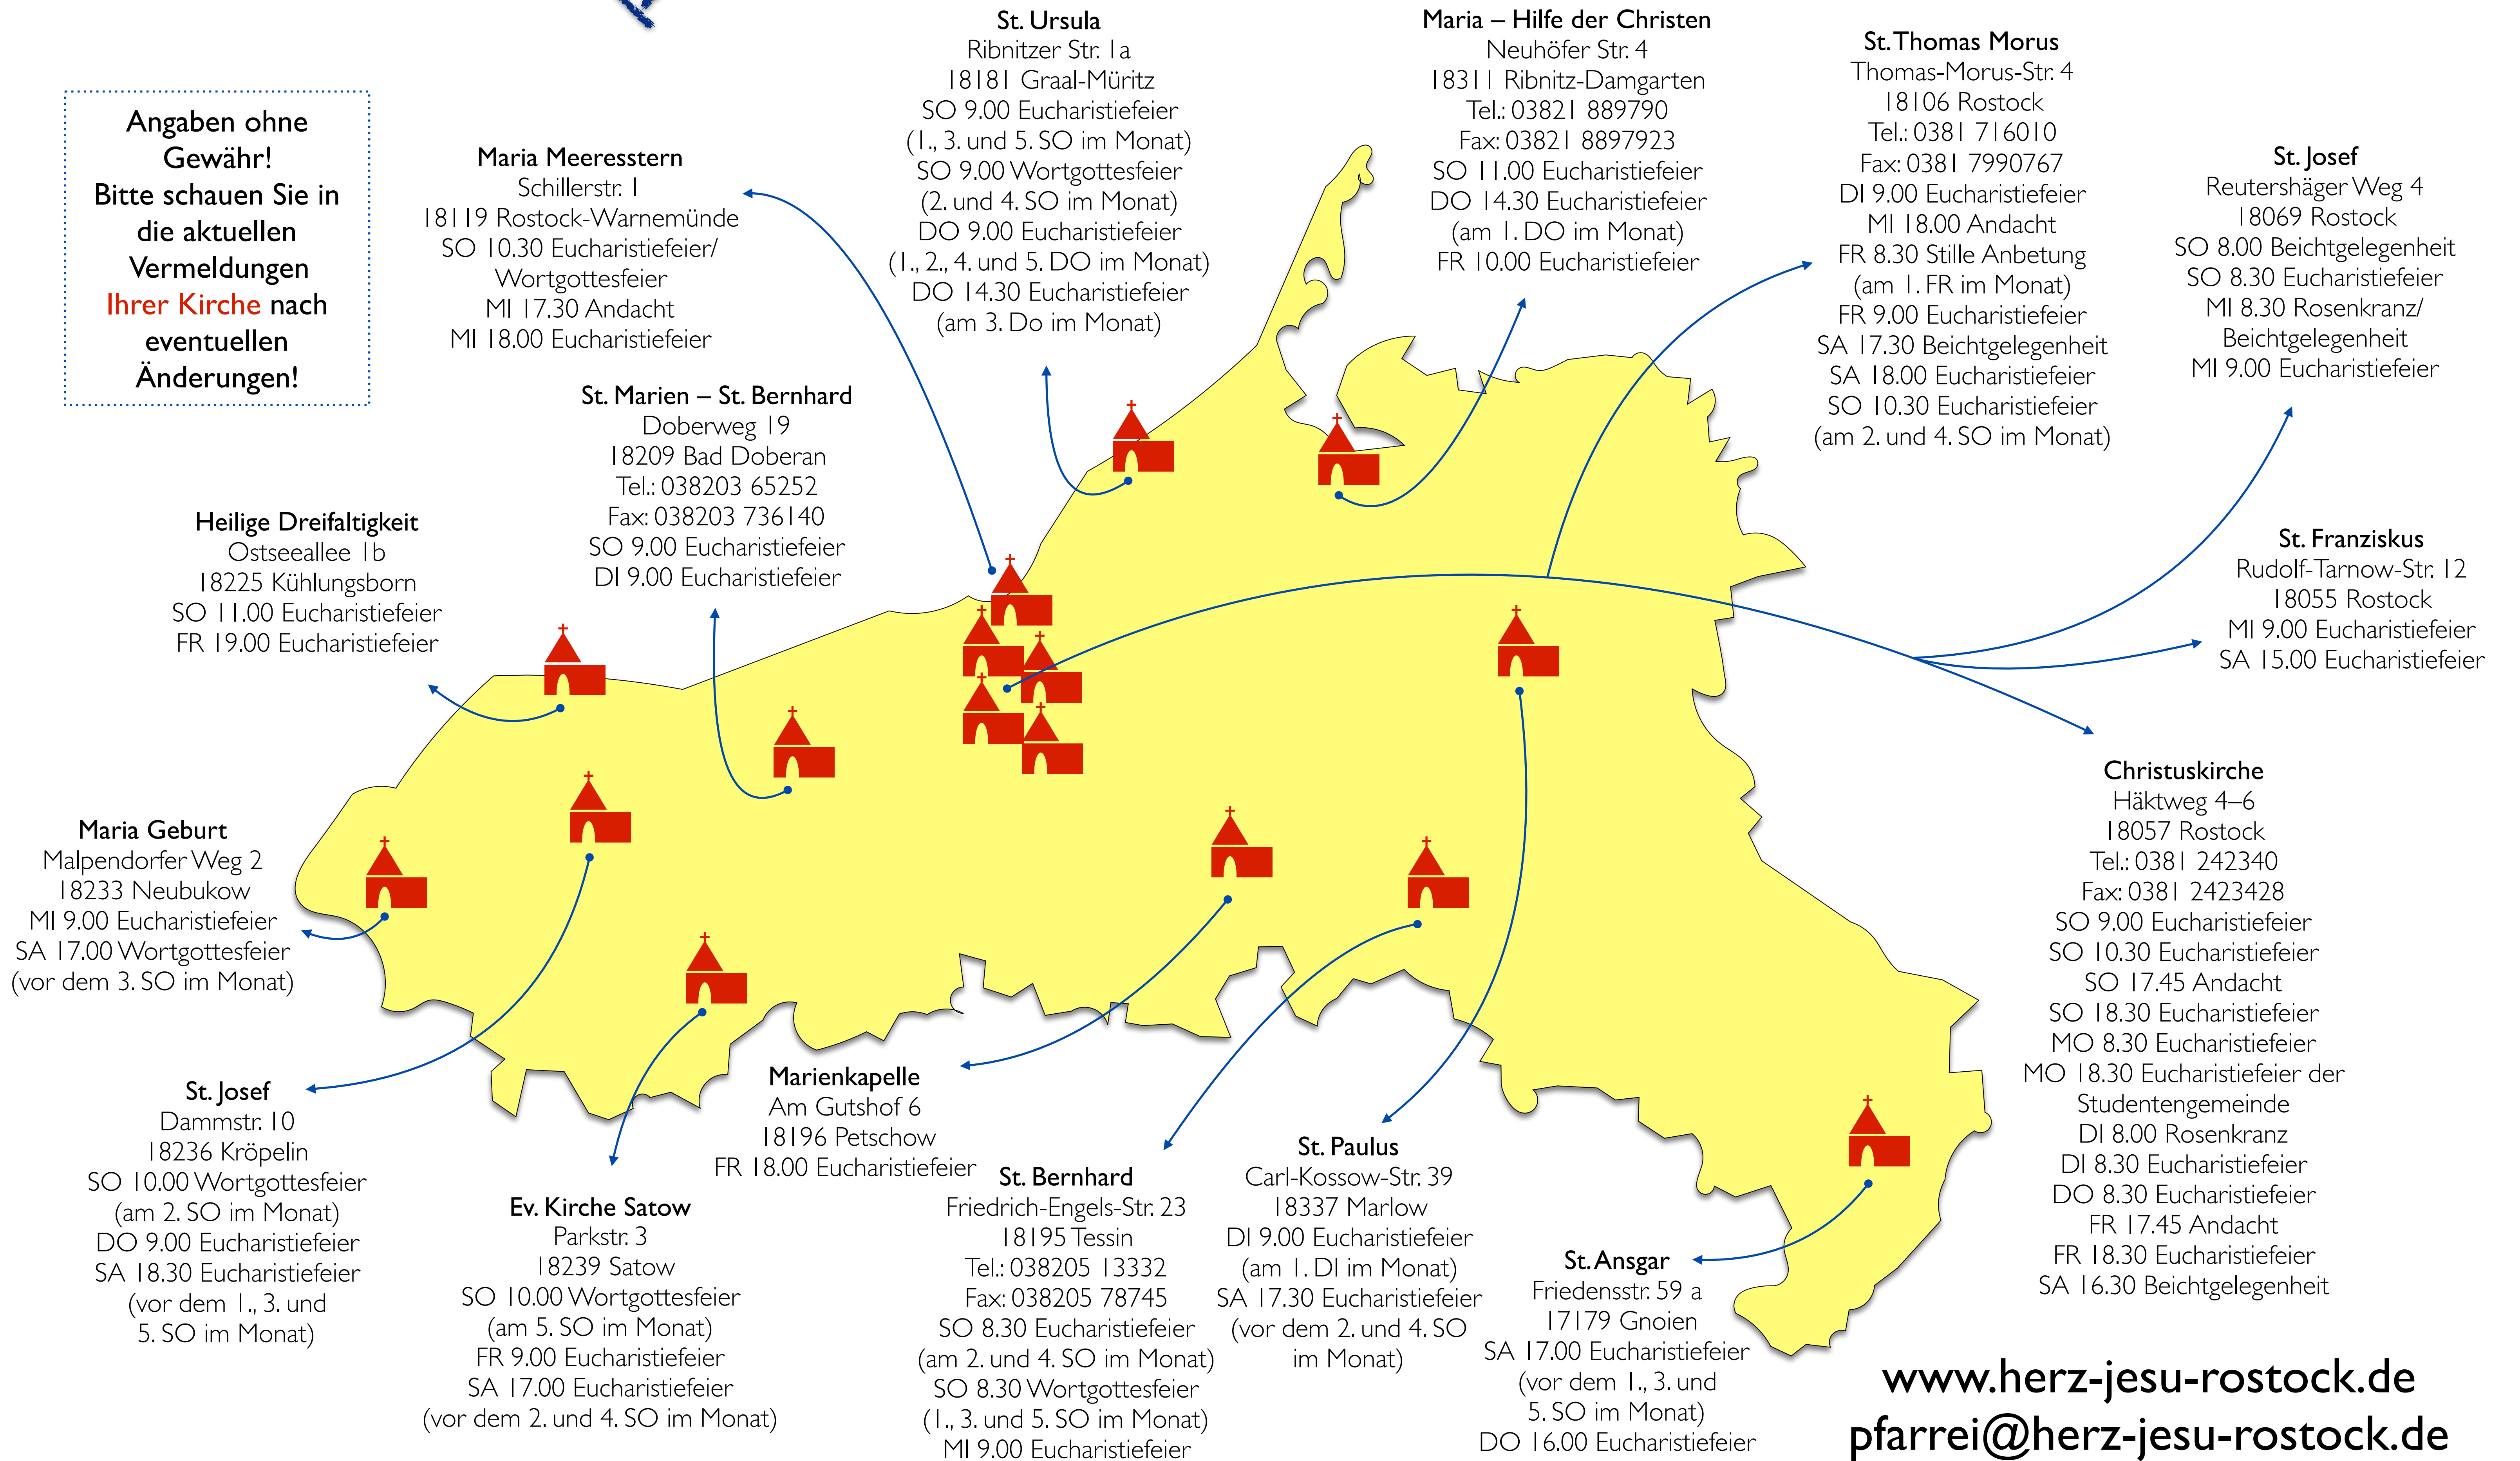 Angaben ohne
Gewähr!
Bitte schauen Sie in
die aktuellen
Vermeldungen
Ihrer Kirche nach
eventuellen
Änderungen!
Maria Meeresstern
Schillerstr. 1
18119 Rostock-Warnemünde
SO 10.30 Eucharistiefeier/
Wortgottesfeier
MI 17.30 Andacht
MI 18.00 Eucharistiefeier
St. Ursula
Ribnitzer Str. 1a
18181 Graal-Müritz
SO 9.00 Eucharistiefeier
(1., 3. und 5. SO im Monat)
SO 9.00 Wortgottesfeier
(2. und 4. SO im Monat)
DO 9.00 Eucharistiefeier
(1., 2., 4. und 5. DO im Monat)
DO 14.30 Eucharistiefeier
(am 3. Do im Monat)
Maria – Hilfe der Christen
Neuhöfer Str. 4
18311 Ribnitz-Damgarten
Tel.: 03821 889790
Fax: 03821 8897923
SO 11.00 Eucharistiefeier
DO 14.30 Eucharistiefeier
(am 1. DO im Monat)
FR 10.00 Eucharistiefeier
St. Thomas Morus
Thomas-Morus-Str. 4
18106 Rostock
Tel.: 0381 716010
Fax: 0381 7990767
DI 9.00 Eucharistiefeier
MI 18.00 Andacht
FR 8.30 Stille Anbetung
(am 1. FR im Monat)
FR 9.00 Eucharistiefeier
SA 17.30 Beichtgelegenheit
SA 18.00 Eucharistiefeier
SO 10.30 Eucharistiefeier
(am 2. und 4. SO im Monat)
St. Josef
Reutershäger Weg 4
18069 Rostock
SO 8.00 Beichtgelegenheit
SO 8.30 Eucharistiefeier
MI 8.30 Rosenkranz/
Beichtgelegenheit
MI 9.00 Eucharistiefeier
St. Marien – St. Bernhard
Doberweg 19
18209 Bad Doberan
Tel.: 038203 65252
Fax: 038203 736140
SO 9.00 Eucharistiefeier
DI 9.00 Eucharistiefeier
Heilige Dreifaltigkeit
Ostseeallee 1b
18225 Kühlungsborn
SO 11.00 Eucharistiefeier
FR 19.00 Eucharistiefeier
St. Franziskus
Rudolf-Tarnow-Str. 12
18055 Rostock
MI 9.00 Eucharistiefeier
SA 15.00 Eucharistiefeier
Maria Geburt
Malpendorfer Weg 2
18233 Neubukow
MI 9.00 Eucharistiefeier
SA 17.00 Wortgottesfeier
(vor dem 3. SO im Monat)
Christuskirche
Häktweg 4–6
18057 Rostock
Tel.: 0381 242340
Fax: 0381 2423428
SO 9.00 Eucharistiefeier
SO 10.30 Eucharistiefeier
SO 17.45 Andacht
SO 18.30 Eucharistiefeier
MO 8.30 Eucharistiefeier
MO 18.30 Eucharistiefeier der
Studentengemeinde
DI 8.00 Rosenkranz
DI 8.30 Eucharistiefeier
DO 8.30 Eucharistiefeier
FR 17.45 Andacht
FR 18.30 Eucharistiefeier
SA 16.30 Beichtgelegenheit
St. Josef
Dammstr. 10
18236 Kröpelin
SO 10.00 Wortgottesfeier
(am 2. SO im Monat)
DO 9.00 Eucharistiefeier
SA 18.30 Eucharistiefeier
(vor dem 1., 3. und
5. SO im Monat)
Ev. Kirche Satow
Parkstr. 3
18239 Satow
SO 10.00 Wortgottesfeier
(am 5. SO im Monat)
FR 9.00 Eucharistiefeier
SA 17.00 Eucharistiefeier
(vor dem 2. und 4. SO im Monat)
Marienkapelle
Am Gutshof 6
18196 Petschow
FR 18.00 Eucharistiefeier
St. Bernhard
Friedrich-Engels-Str. 23
18195 Tessin
Tel.: 038205 13332
Fax: 038205 78745
SO 8.30 Eucharistiefeier
(am 2. und 4. SO im Monat)
SO 8.30 Wortgottesfeier
(1., 3. und 5. SO im Monat)
MI 9.00 Eucharistiefeier
St. Paulus
Carl-Kossow-Str. 39
18337 Marlow
DI 9.00 Eucharistiefeier
(am 1. DI im Monat)
SA 17.30 Eucharistiefeier
(vor dem 2. und 4. SO
im Monat)
St. Ansgar
Friedensstr. 59 a
17179 Gnoien
SA 17.00 Eucharistiefeier
(vor dem 1., 3. und
5. SO im Monat)
DO 16.00 Eucharistiefeier
www.herz-jesu-rostock.de
pfarrei@herz-jesu-rostock.de